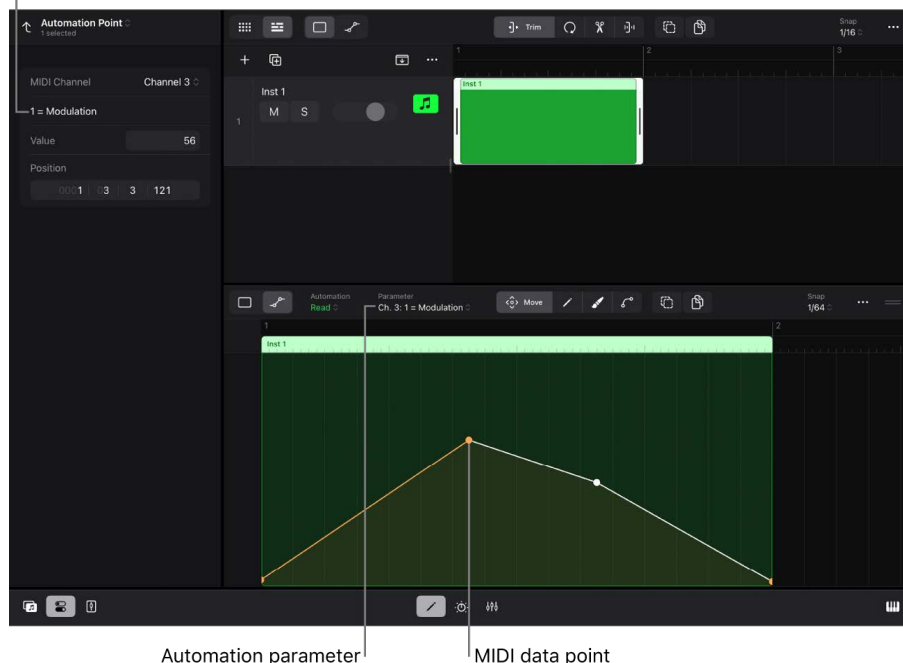 Automation Point
1 selected
Trim
Snap
1/16
MIDI Channel
Channel 3
1 = Modulation
Value
56
Position
0001 03 3 121
1
2
3
1
Inst 1
M S
Inst 1
Automation
Read
Parameter
Ch. 3: 1 = Modulation
Move
Snap
1/64
1
2
Inst 1
Automation parameter
MIDI data point